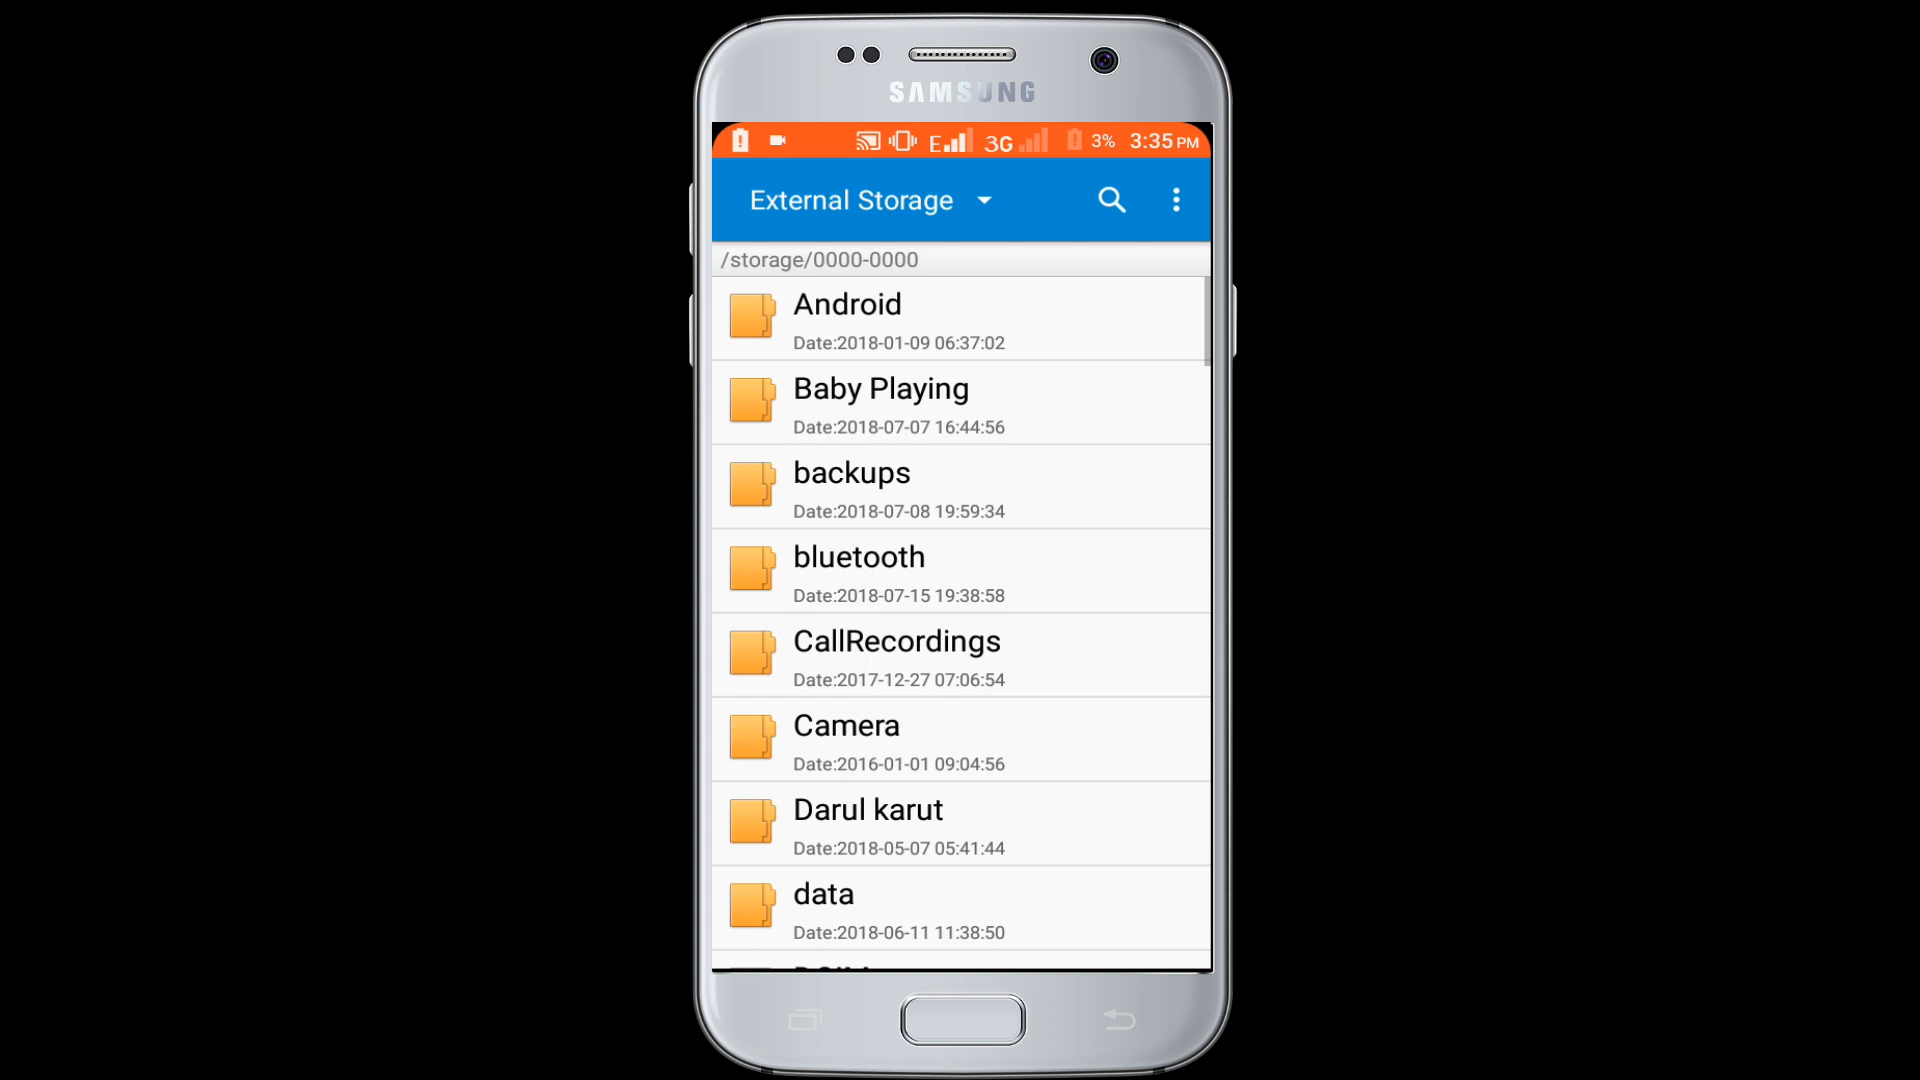 SAMSUNG
E 3G 3% 3:35 PM
External Storage
/storage/0000-0000
Android
Date:2018-01-09 06:37:02
Baby Playing
Date:2018-07-07 16:44:56
backups
Date:2018-07-08 19:59:34
bluetooth
Date:2018-07-15 19:38:58
CallRecordings
Date:2017-12-27 07:06:54
Camera
Date:2016-01-01 09:04:56
Darul karut
Date:2018-05-07 05:41:44
data
Date:2018-06-11 11:38:50